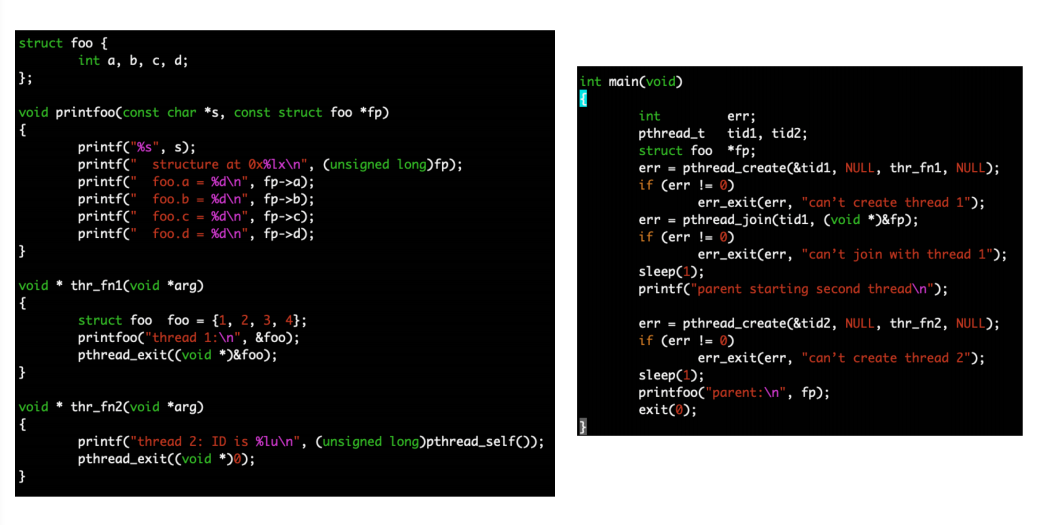 struct foo {
        int a, b, c, d;
};

void printfoo(const char *s, const struct foo *fp)
{
        printf("%s", s);
        printf("  structure at 0x%lx\n", (unsigned long)fp);
        printf("  foo.a = %d\n", fp->a);
        printf("  foo.b = %d\n", fp->b);
        printf("  foo.c = %d\n", fp->c);
        printf("  foo.d = %d\n", fp->d);
}

void * thr_fn1(void *arg)
{
        struct foo  foo = {1, 2, 3, 4};
        printfoo("thread 1:\n", &foo);
        pthread_exit((void *)&foo);
}

void * thr_fn2(void *arg)
{
        printf("thread 2: ID is %lu\n", (unsigned long)pthread_self());
        pthread_exit((void *)0);
}

int main(void)
{
        int         err;
        pthread_t   tid1, tid2;
        struct foo  *fp;
        err = pthread_create(&tid1, NULL, thr_fn1, NULL);
        if (err != 0)
                err_exit(err, "can't create thread 1");
        err = pthread_join(tid1, (void *)&fp);
        if (err != 0)
                err_exit(err, "can't join with thread 1");
        sleep(1);
        printf("parent starting second thread\n");

        err = pthread_create(&tid2, NULL, thr_fn2, NULL);
        if (err != 0)
                err_exit(err, "can't create thread 2");
        sleep(1);
        printfoo("parent:\n", fp);
        exit(0);
}